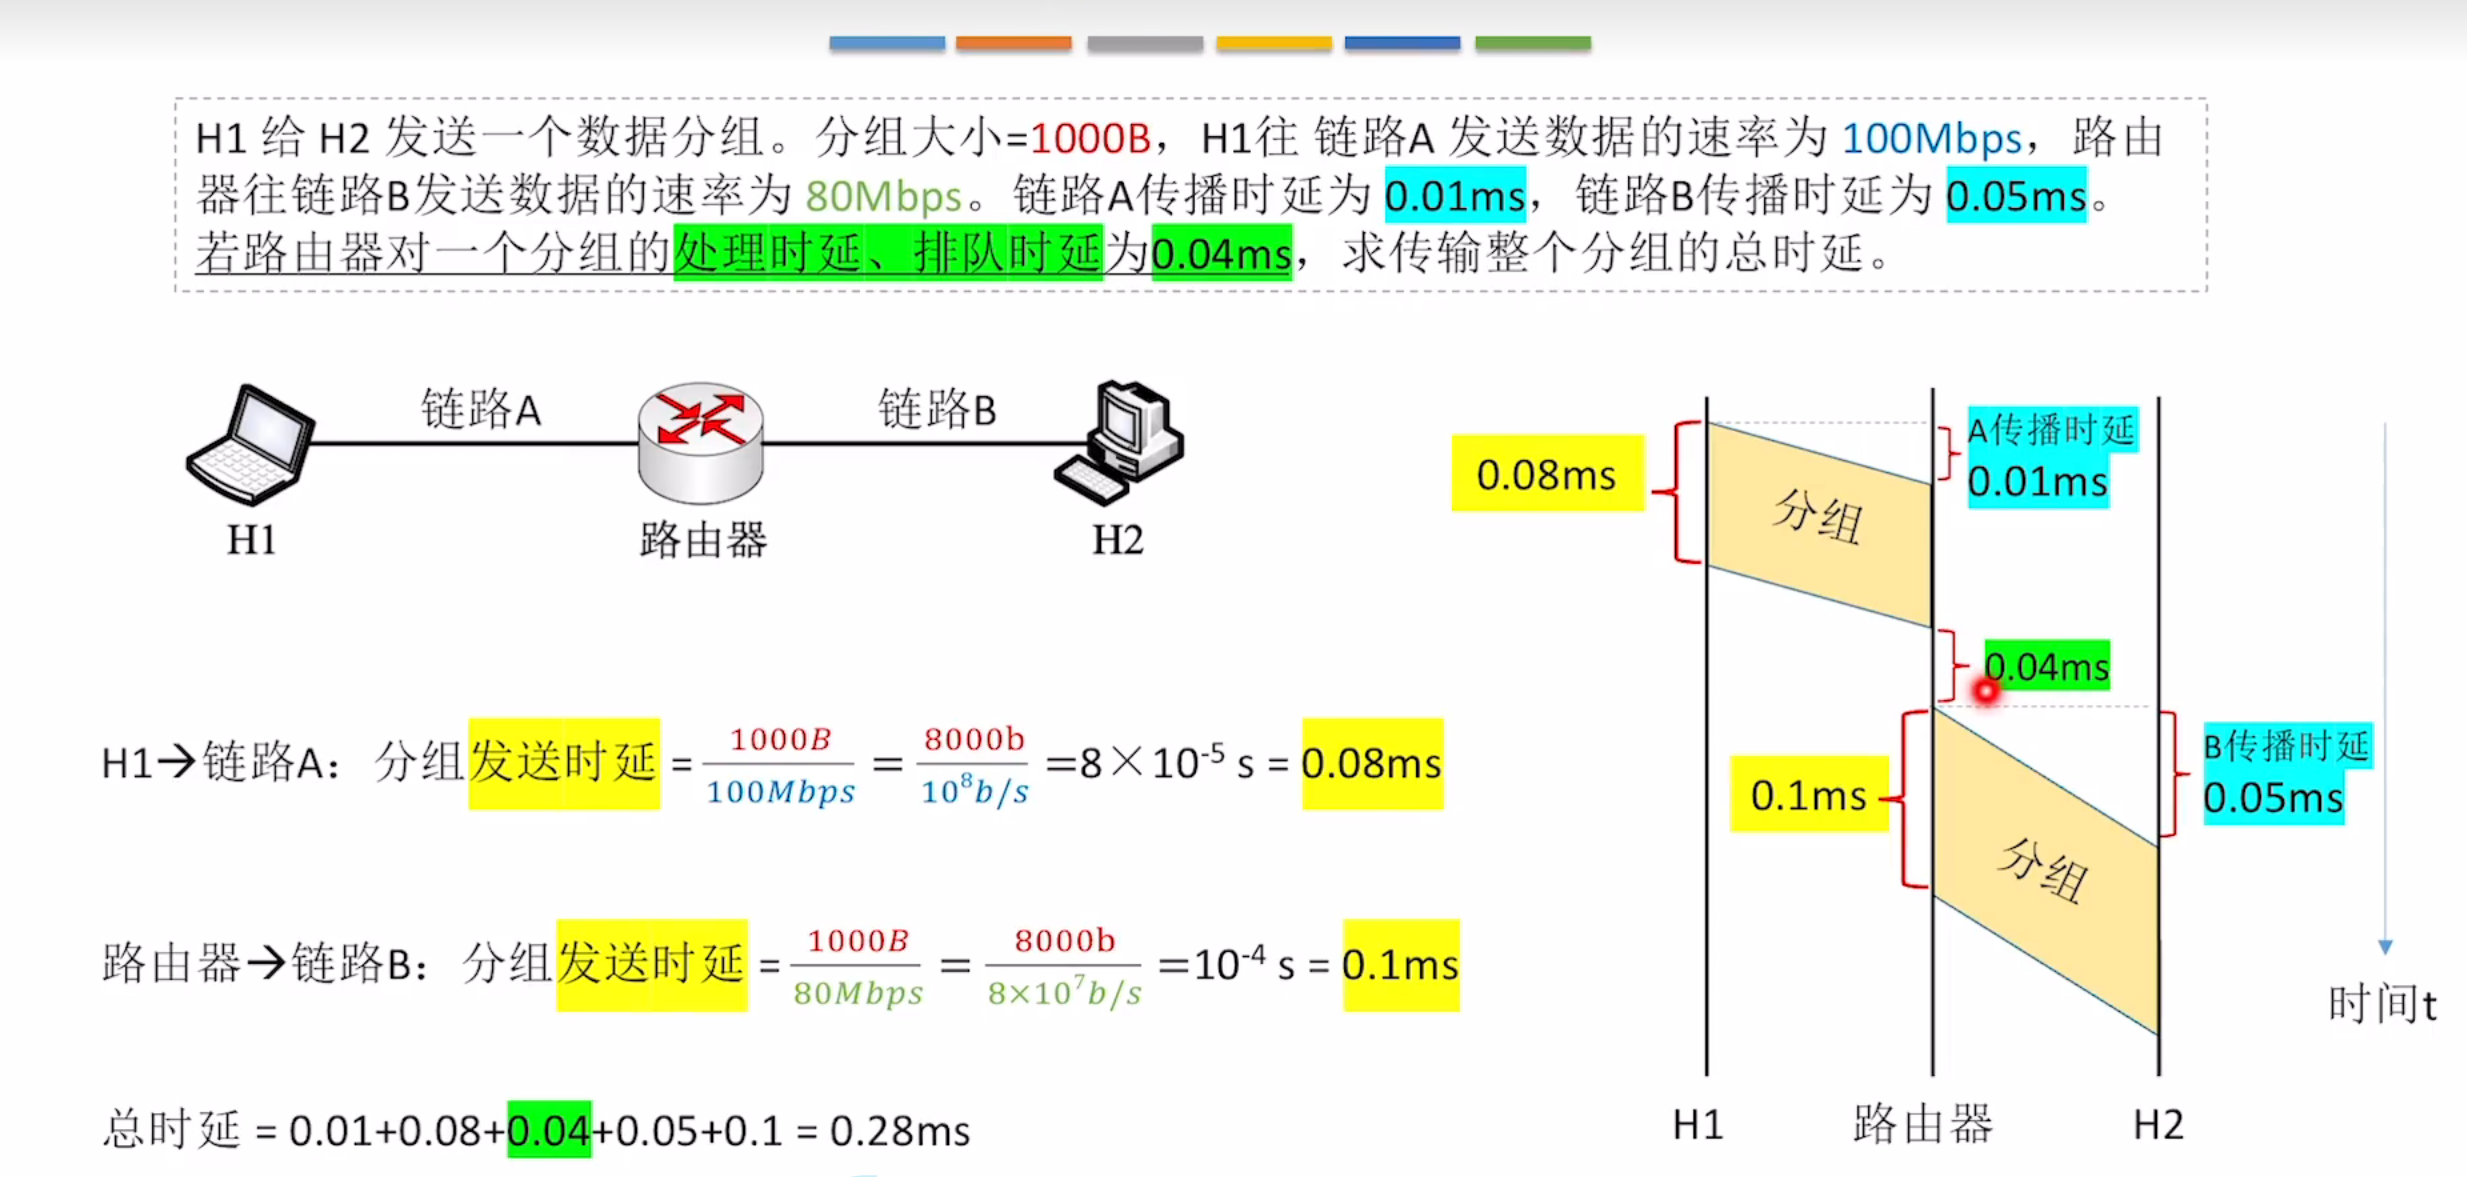 H1 给 H2 发送一个数据分组。分组大小=1000B，H1往 链路A 发送数据的速率为 100Mbps，路由
器往链路B发送数据的速率为 80Mbps。链路A传播时延为 0.01ms，链路B传播时延为 0.05ms。
若路由器对一个分组的处理时延、排队时延为0.04ms，求传输整个分组的总时延。
链路A
链路B
H1
路由器
H2
H1→链路A：分组发送时延 = 1000B/100Mbps = 8000b/10⁸b/s =8×10⁻⁵ s = 0.08ms
路由器→链路B：分组发送时延 = 1000B/80Mbps = 8000b/8×10⁷b/s =10⁻⁴ s = 0.1ms
总时延 = 0.01+0.08+0.04+0.05+0.1 = 0.28ms
0.08ms
A传播时延
0.01ms
分组
0.04ms
0.1ms
B传播时延
0.05ms
分组
时间t
H1
路由器
H2